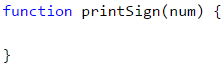 function printSign(num) {
}